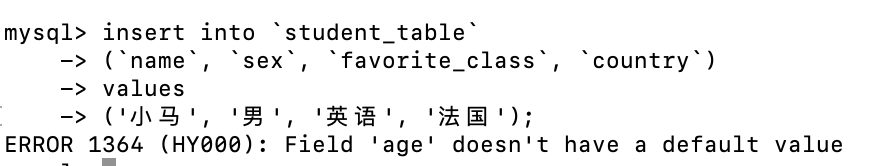 mysql> insert into `student_table`
-> (`name`, `sex`, `favorite_class`, `country`)
-> values
-> ('小马', '男', '英语', '法国');
ERROR 1364 (HY000): Field 'age' doesn't have a default value